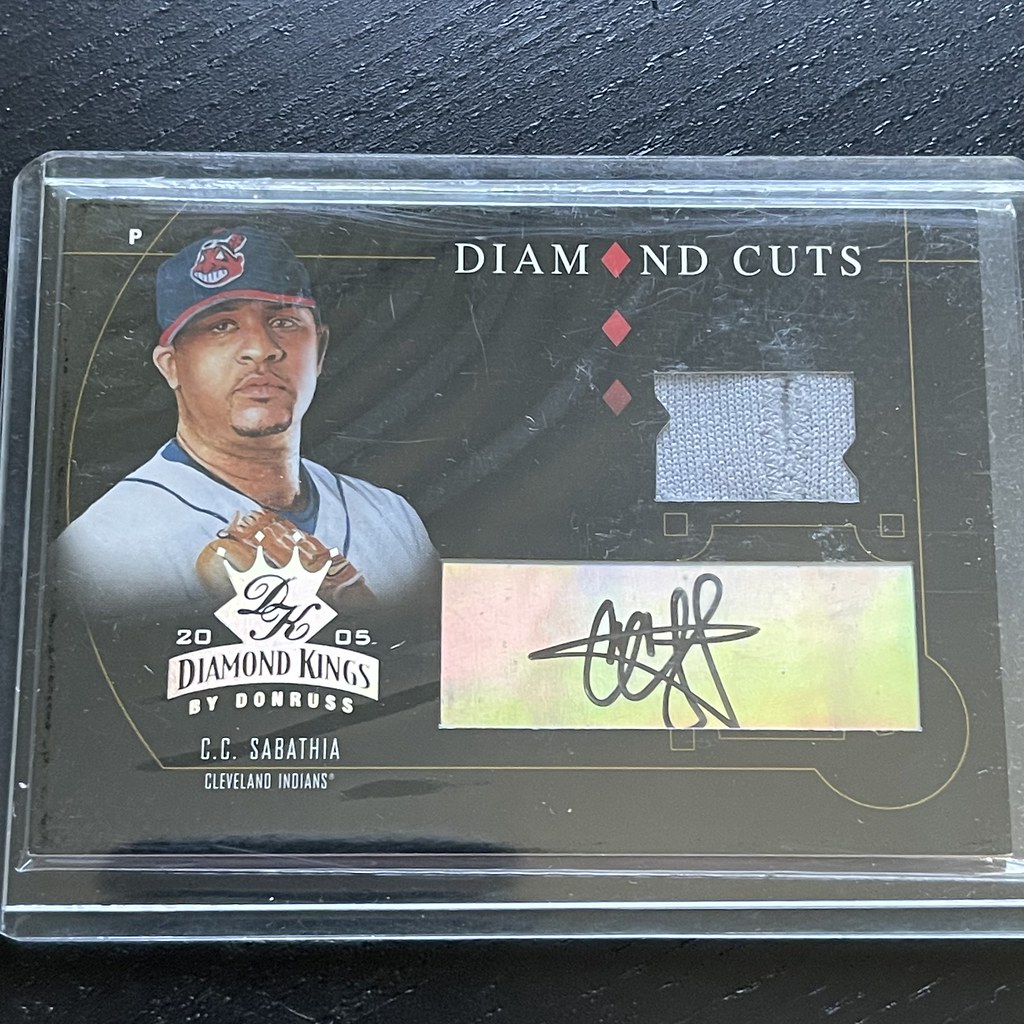 P
DIAMOND CUTS
DK
20 05
DIAMOND KINGS
BY DONRUSS
C.C. SABATHIA
CLEVELAND INDIANS®